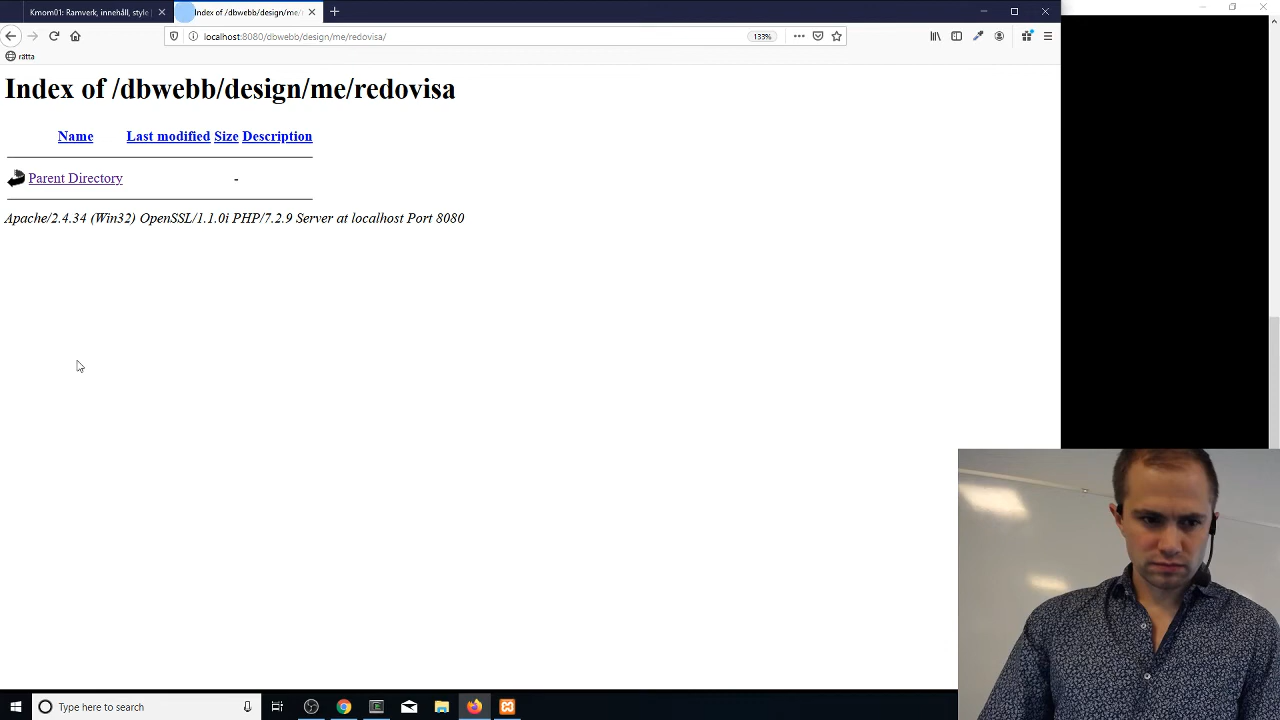 Kmom01: Ramverk, innehåll, style
Index of /dbwebb/design/me/r
localhost:8080/dbwebb/design/me/redovisa/
133%
rätta
Index of /dbwebb/design/me/redovisa
Name Last modified Size Description
Parent Directory -
Apache/2.4.34 (Win32) OpenSSL/1.1.0i PHP/7.2.9 Server at localhost Port 8080
Type here to search